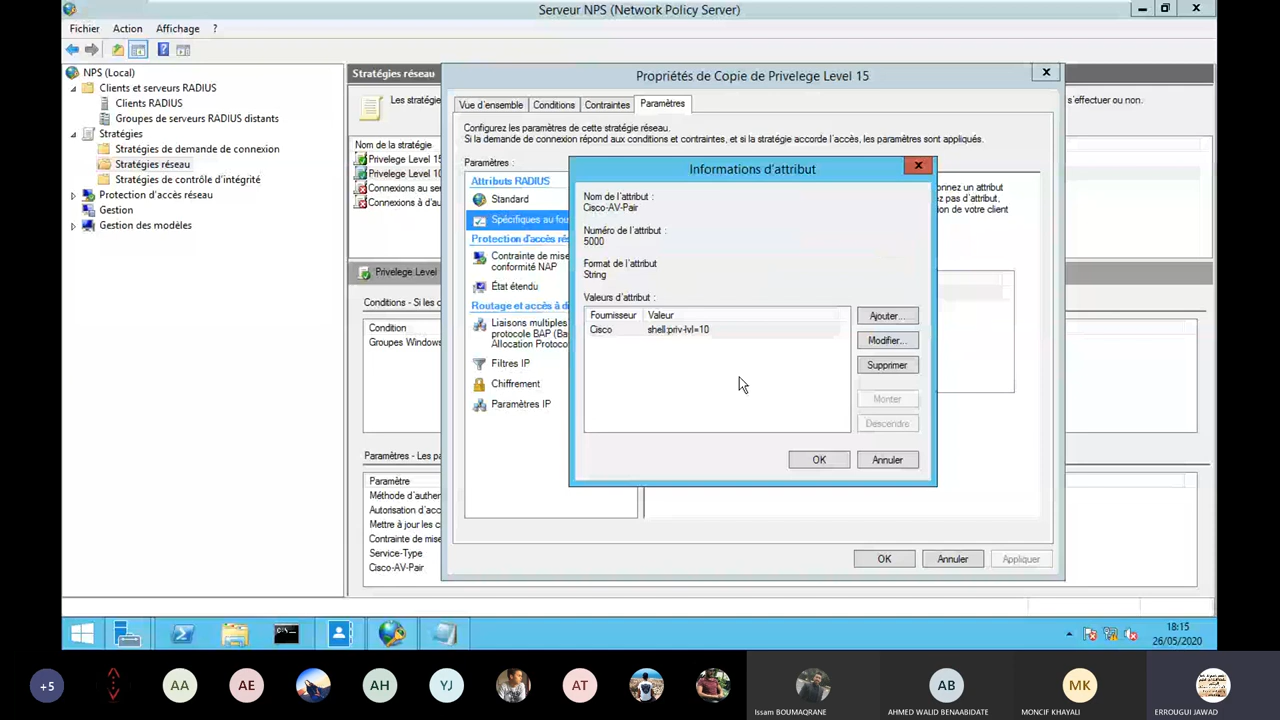 Serveur NPS (Network Policy Server)
Fichier Action Affichage ?
NPS (Local)
Clients et serveurs RADIUS
Clients RADIUS
Groupes de serveurs RADIUS distants
Stratégies
Stratégies de demande de connexion
Stratégies réseau
Stratégies de contrôle d'intégrité
Protection d'accès réseau
Gestion
Gestion des modèles
Stratégies réseau
Les stratégie
s'effectuer ou non.
Nom de la stratégie
Privelege Level 15
Privelege Level 10
Connexions au se
Connexions à d'au
Privelege Level
Conditions - Si les c
Condition
Groupes Windows
Paramètres - Les pa
Paramètre
Méthode d'authen
Autorisation d'acc
Mettre à jour les c
Contrainte de mise
Service-Type
Cisco-AV-Pair
Propriétés de Copie de Privelege Level 15
Vue d'ensemble Conditions Contraintes Paramètres
Configurez les paramètres de cette stratégie réseau.
Si la demande de connexion répond aux conditions et contraintes, et si la stratégie accorde l'accès, les paramètres sont appliqués.
Paramètres :
Attributs RADIUS
Standard
Spécifiques au fou
Protection d'accès rés
Contrainte de mise
conformité NAP
État étendu
Routage et accès à di
Liaisons multiples
protocole BAP (Ba
Allocation Protoco
Filtres IP
Chiffrement
Paramètres IP
onnez un attribut
ez pas d'attribut,
on de votre client
OK Annuler Appliquer
Informations d'attribut
Nom de l'attribut :
Cisco-AV-Pair
Numéro de l'attribut :
5000
Format de l'attribut
String
Valeurs d'attribut :
Fournisseur Valeur
Cisco shell:priv-lvl=10
Ajouter...
Modifier...
Supprimer
Monter
Descendre
OK Annuler
18:15
26/05/2020
+5 AA AE AH YJ AT AB MK
Issam BOUMAQRANE AHMED WALID BENAABIDATE MONCIF KHAYALI ERROUGUI JAWAD